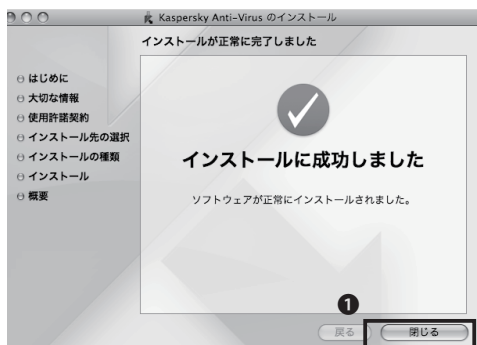 Kaspersky Anti-Virus のインストール
インストールが正常に完了しました
はじめに
大切な情報
使用許諾契約
インストール先の選択
インストールの種類
インストール
概要
インストールに成功しました
ソフトウェアが正常にインストールされました。
1
戻る
閉じる